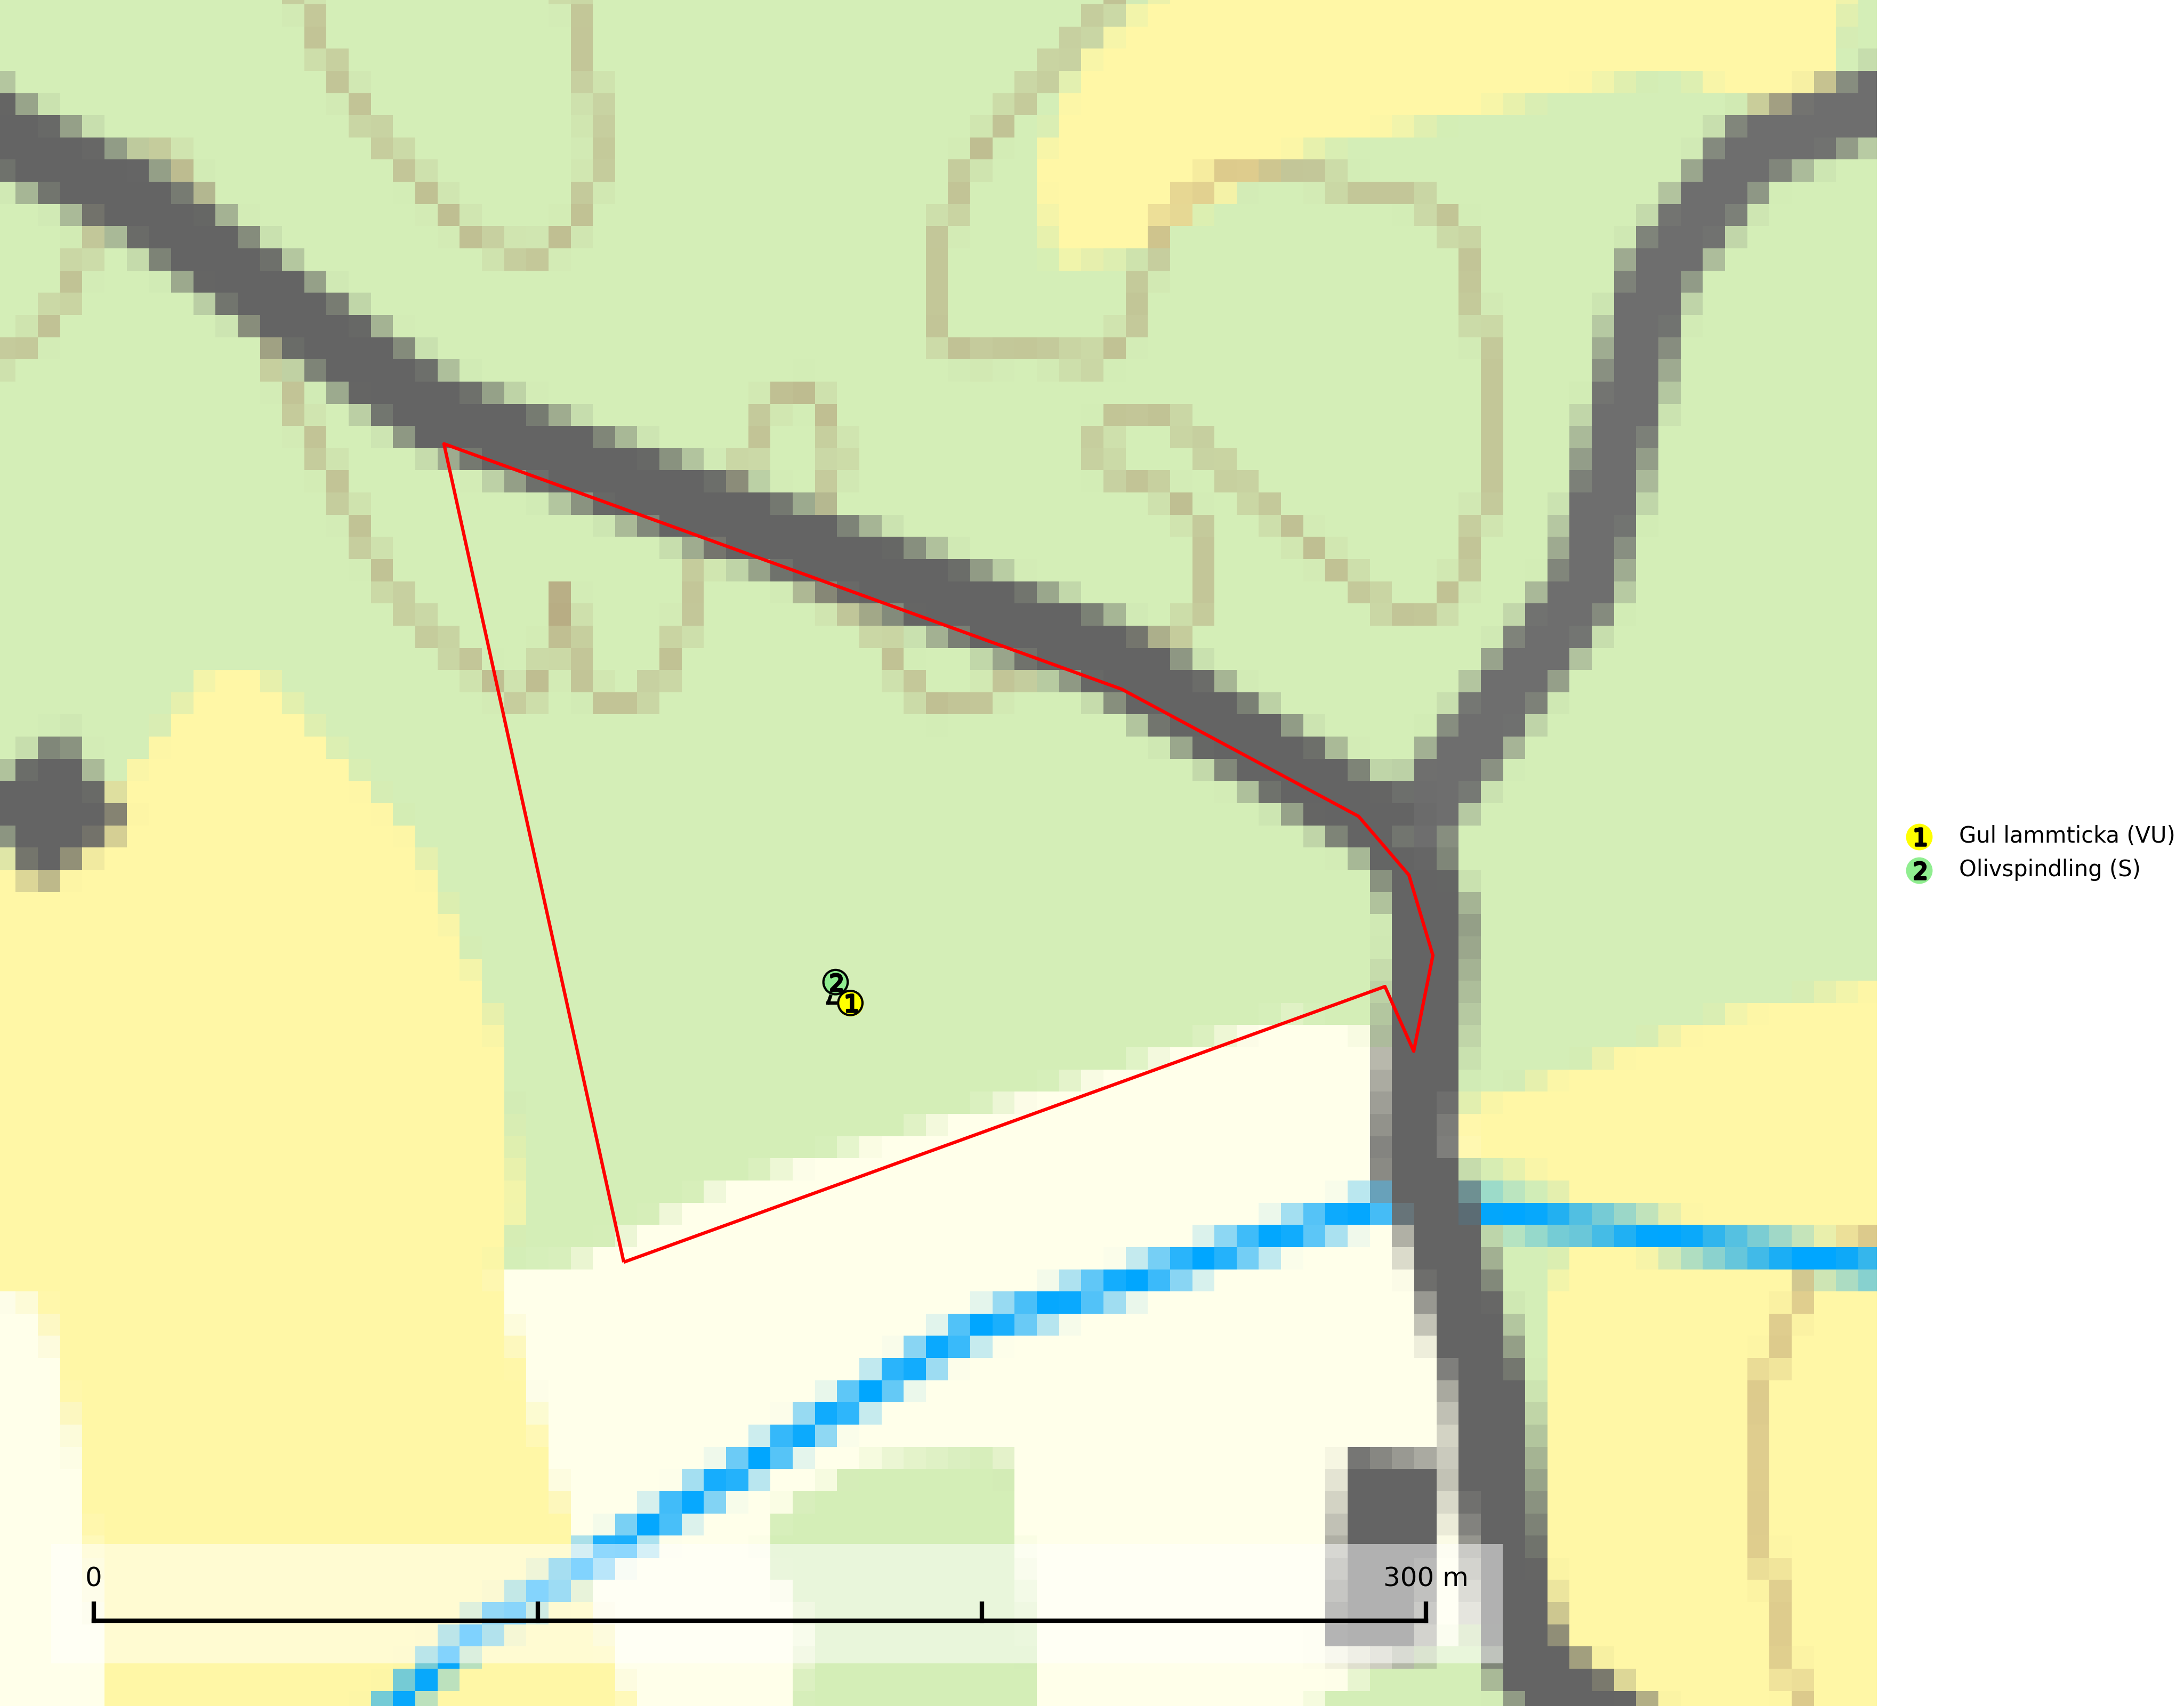 2
1
1 Gul lammticka (VU)
2 Olivspindling (S)
0 300 m